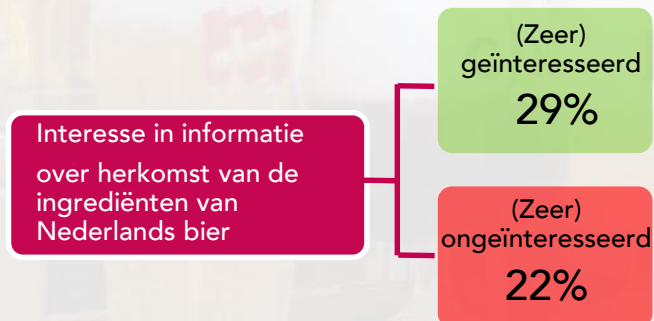 Interesse in informatie
over herkomst van de
ingrediënten van
Nederlands bier
(Zeer)
geïnteresseerd
29%
(Zeer)
ongeïnteresseerd
22%